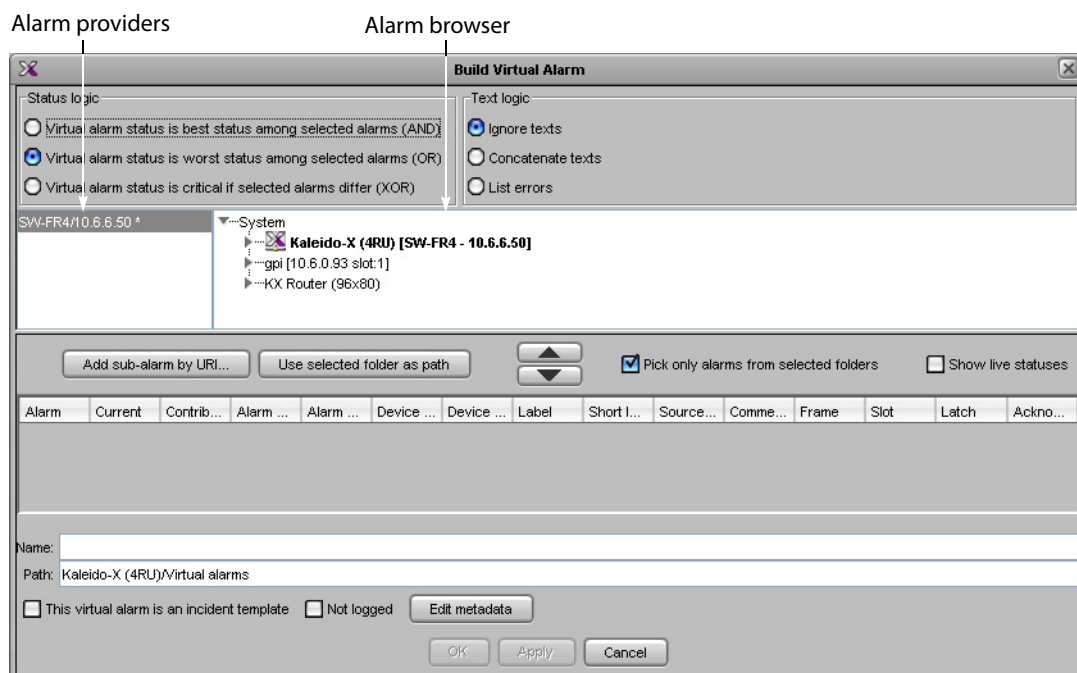 Alarm providers
Alarm browser
Build Virtual Alarm
Status logic
Virtual alarm status is best status among selected alarms (AND)
Virtual alarm status is worst status among selected alarms (OR)
Virtual alarm status is critical if selected alarms differ (XOR)
Text logic
Ignore texts
Concatenate texts
List errors
SW-FR4/10.6.6.50 *
System
Kaleido-X (4RU) [SW-FR4 - 10.6.6.50]
gpi [10.6.0.93 slot:1]
KX Router (96x80)
Add sub-alarm by URI... Use selected folder as path Pick only alarms from selected folders Show live statuses
Alarm Current Contrib... Alarm ... Alarm ... Device ... Device ... Label Short l... Source... Comme... Frame Slot Latch Ackno...
Name:
Path: Kaleido-X (4RU)/Virtual alarms
This virtual alarm is an incident template Not logged Edit metadata
OK Apply Cancel